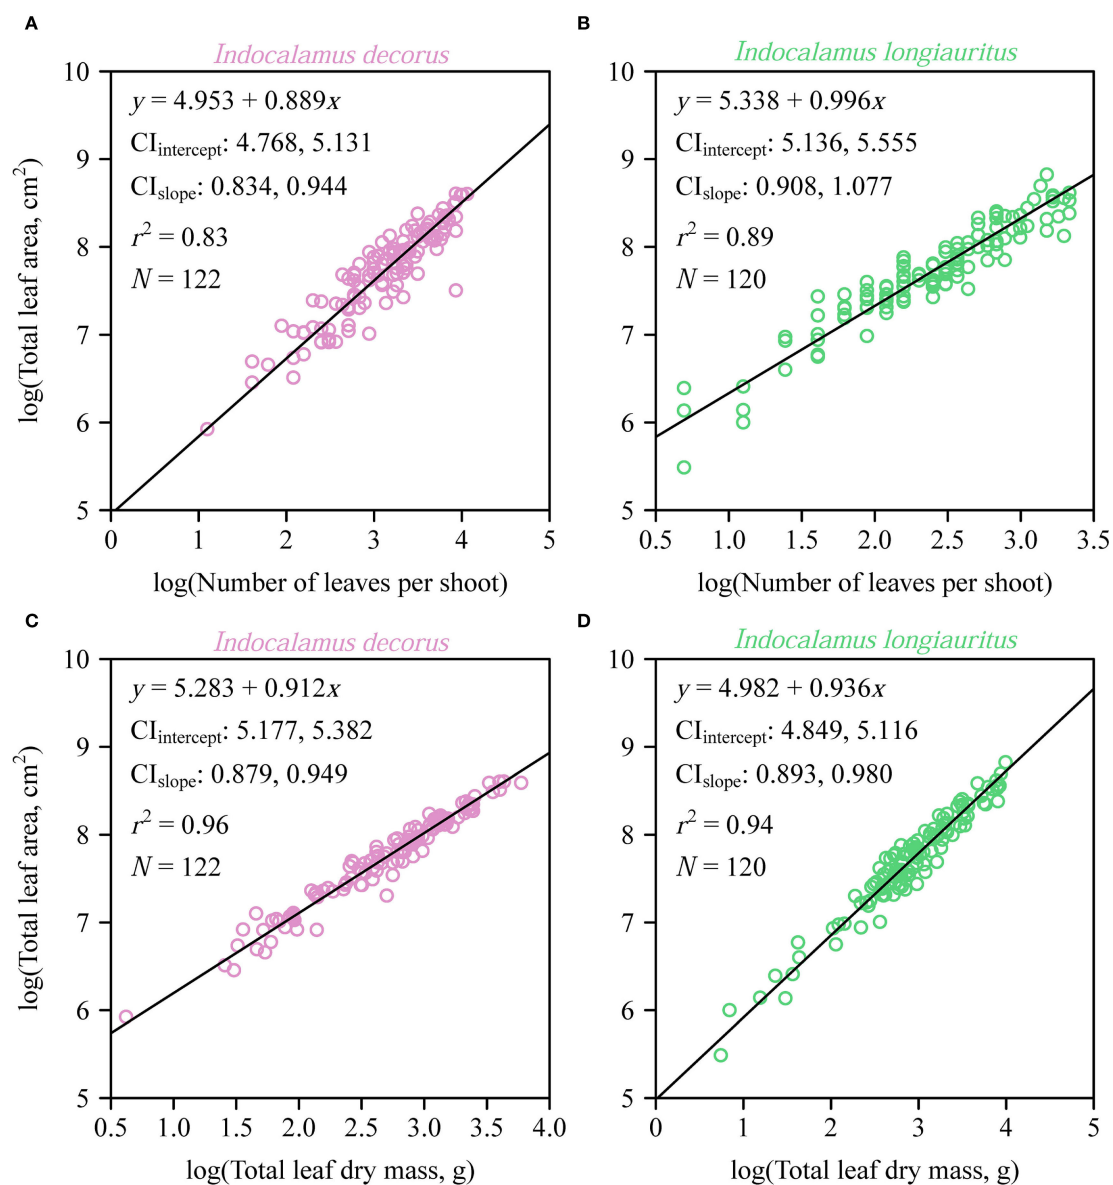 A
Indocalamus decorus
y = 4.953 + 0.889x
CIintercept: 4.768, 5.131
CIslope: 0.834, 0.944
r² = 0.83
N = 122
log(Total leaf area, cm²)
10
9
8
7
6
5
0 1 2 3 4 5
log(Number of leaves per shoot)
B
Indocalamus longiauritus
y = 5.338 + 0.996x
CIintercept: 5.136, 5.555
CIslope: 0.908, 1.077
r² = 0.89
N = 120
10
9
8
7
6
5
0.5 1.0 1.5 2.0 2.5 3.0 3.5
log(Number of leaves per shoot)
C
Indocalamus decorus
y = 5.283 + 0.912x
CIintercept: 5.177, 5.382
CIslope: 0.879, 0.949
r² = 0.96
N = 122
log(Total leaf area, cm²)
10
9
8
7
6
5
0.5 1.0 1.5 2.0 2.5 3.0 3.5 4.0
log(Total leaf dry mass, g)
D
Indocalamus longiauritus
y = 4.982 + 0.936x
CIintercept: 4.849, 5.116
CIslope: 0.893, 0.980
r² = 0.94
N = 120
10
9
8
7
6
5
0 1 2 3 4 5
log(Total leaf dry mass, g)